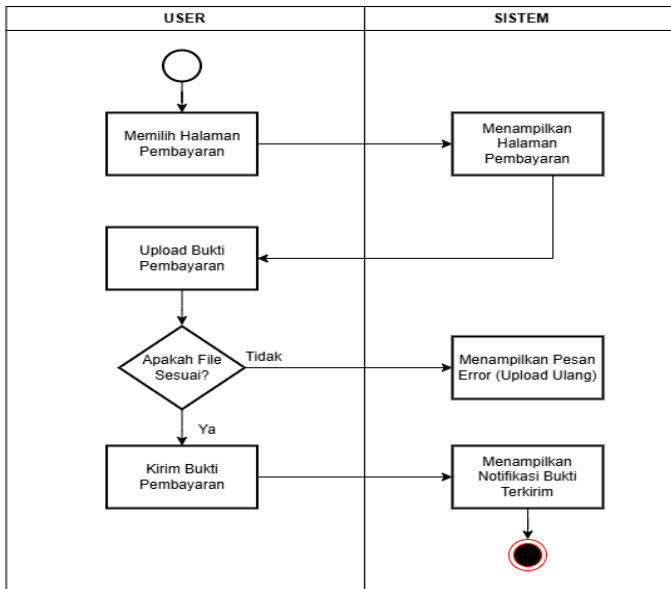 USER
SISTEM
Memilih Halaman
Pembayaran
Menampilkan
Halaman
Pembayaran
Upload Bukti
Pembayaran
Apakah File
Sesuai?
Tidak
Menampilkan Pesan
Error (Upload Ulang)
Ya
Kirim Bukti
Pembayaran
Menampilkan
Notifikasi Bukti
Terkirim